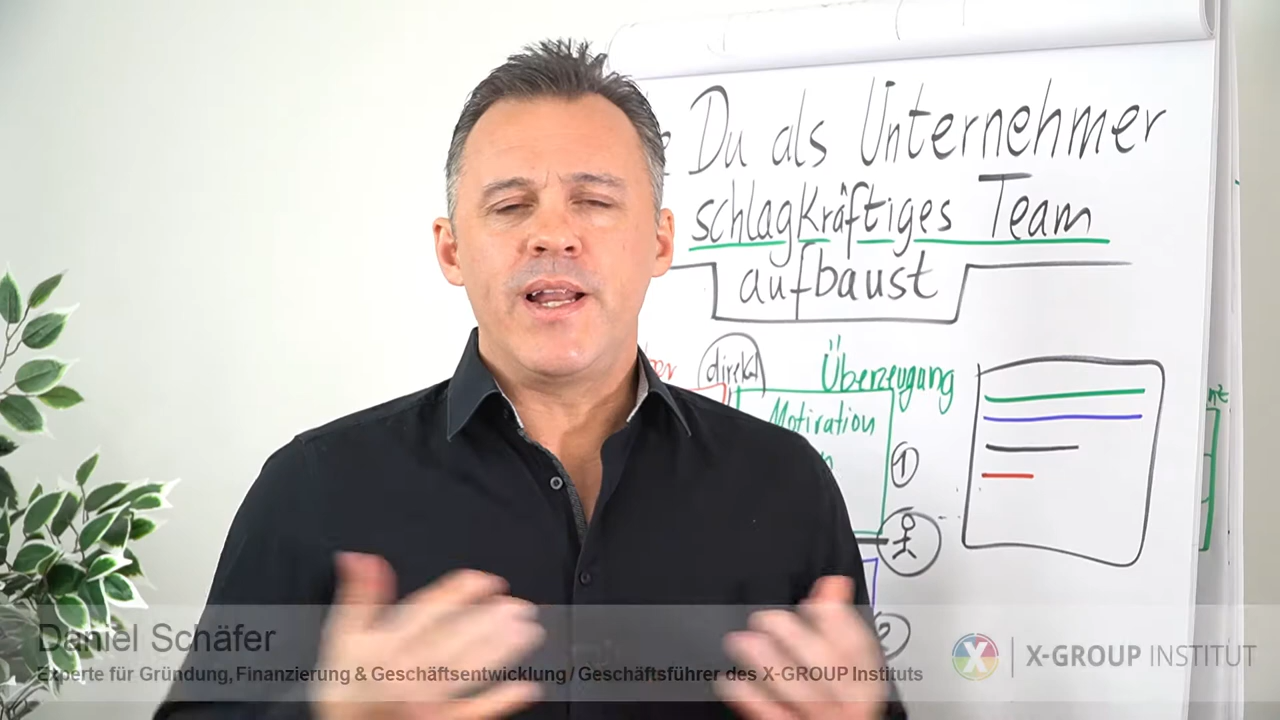 Du als Unternehmer
schlagkräftiges Team
aufbaust
direkt
Überzeugung
Motivation
1
2
Daniel Schäfer
Experte für Gründung, Finanzierung & Geschäftsentwicklung / Geschäftsführer des X-GROUP Instituts
X
X-GROUP INSTITUT